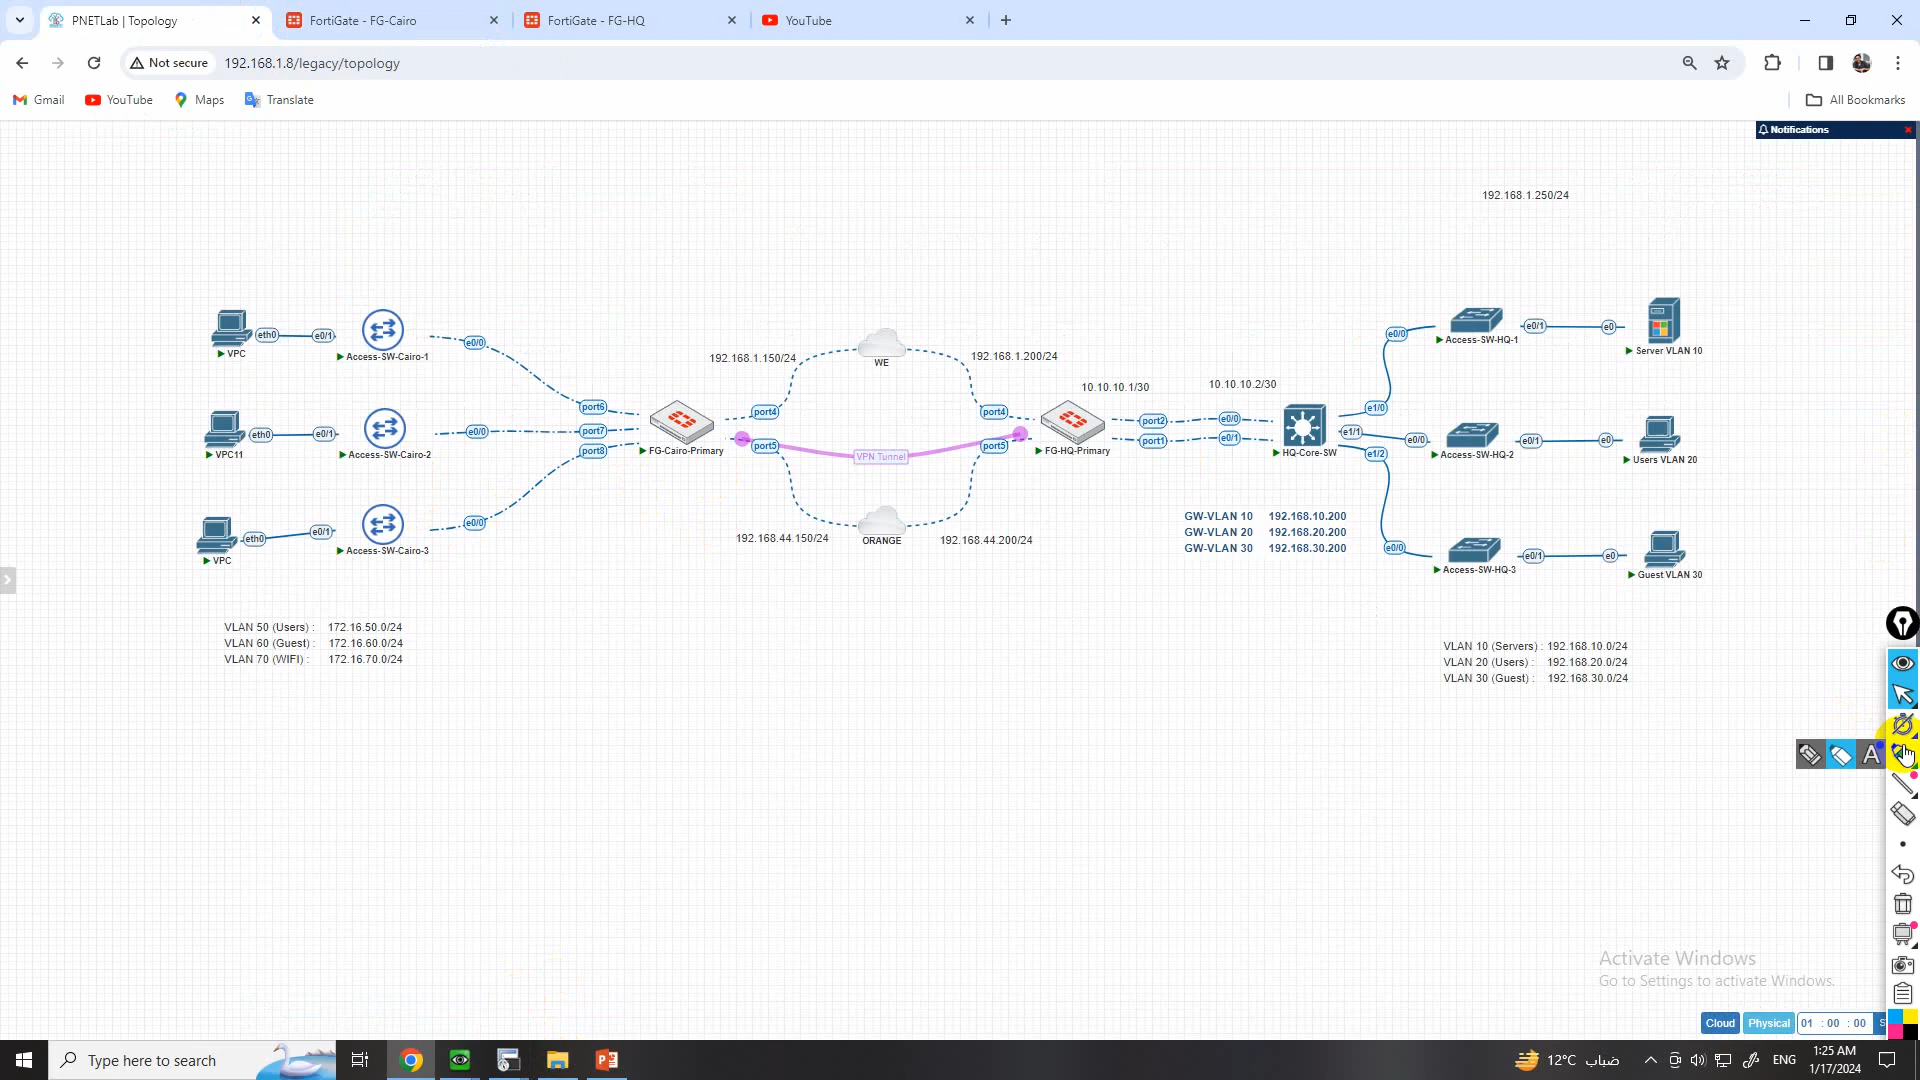 PNETLab | Topology
FortiGate - FG-Cairo
FortiGate - FG-HQ
YouTube
Not secure
192.168.1.8/legacy/topology
Gmail
YouTube
Maps
Translate
All Bookmarks
Notifications
192.168.1.250/24
VPC
eth0
e0/1
Access-SW-Cairo-1
e0/0
VPC11
eth0
e0/1
Access-SW-Cairo-2
e0/0
VPC
eth0
e0/1
Access-SW-Cairo-3
e0/0
port6
port7
port8
FG-Cairo-Primary
192.168.1.150/24
port4
port5
WE
192.168.1.200/24
VPN Tunnel
192.168.44.150/24
ORANGE
192.168.44.200/24
port4
port5
FG-HQ-Primary
10.10.10.1/30
10.10.10.2/30
port2
port1
e0/0
e0/1
HQ-Core-SW
e1/0
e1/1
e1/2
GW-VLAN 10 192.168.10.200
GW-VLAN 20 192.168.20.200
GW-VLAN 30 192.168.30.200
e0/0
Access-SW-HQ-1
e0/1
e0
Server VLAN 10
e0/0
Access-SW-HQ-2
e0/1
e0
Users VLAN 20
e0/0
Access-SW-HQ-3
e0/1
e0
Guest VLAN 30
VLAN 50 (Users) : 172.16.50.0/24
VLAN 60 (Guest) : 172.16.60.0/24
VLAN 70 (WIFI) : 172.16.70.0/24
VLAN 10 (Servers) : 192.168.10.0/24
VLAN 20 (Users) : 192.168.20.0/24
VLAN 30 (Guest) : 192.168.30.0/24
A
Activate Windows
Go to Settings to activate Windows.
Cloud
Physical
01 : 00 : 00
S
Type here to search
12°C ضباب
ENG
1:25 AM
1/17/2024